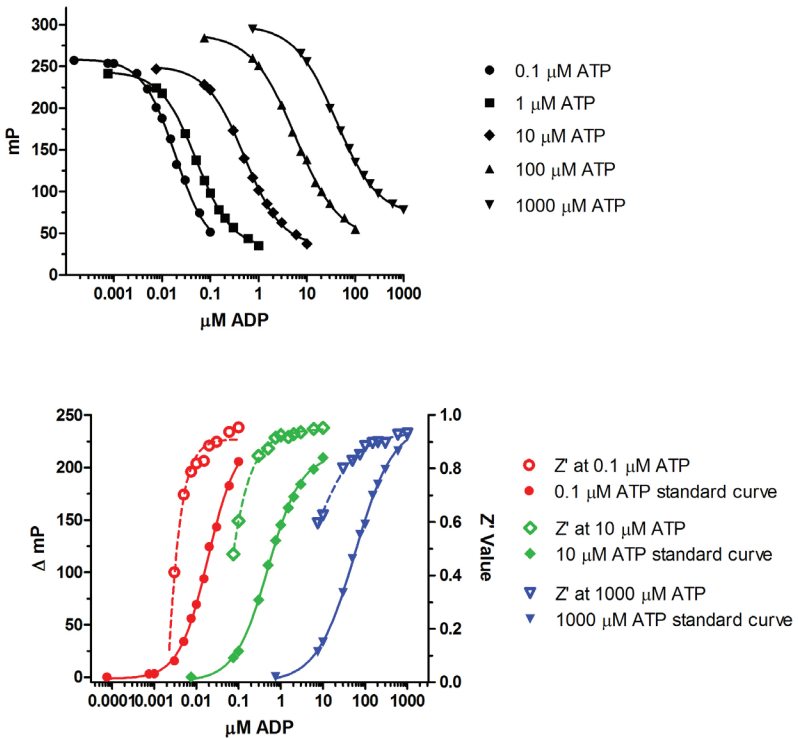 300
250
200
150
100
50
0
mP
0.001
0.01
0.1
1
10
100
1000
μM ADP
0.1 μM ATP
1 μM ATP
10 μM ATP
100 μM ATP
1000 μM ATP
250
200
150
100
50
25
0
Δ mP
1.0
0.8
0.6
0.4
0.2
0.0
Z' Value
0.0001
0.001
0.01
0.1
1
10
100
1000
μM ADP
Z' at 0.1 μM ATP
0.1 μM ATP standard curve
Z' at 10 μM ATP
10 μM ATP standard curve
Z' at 1000 μM ATP
1000 μM ATP standard curve